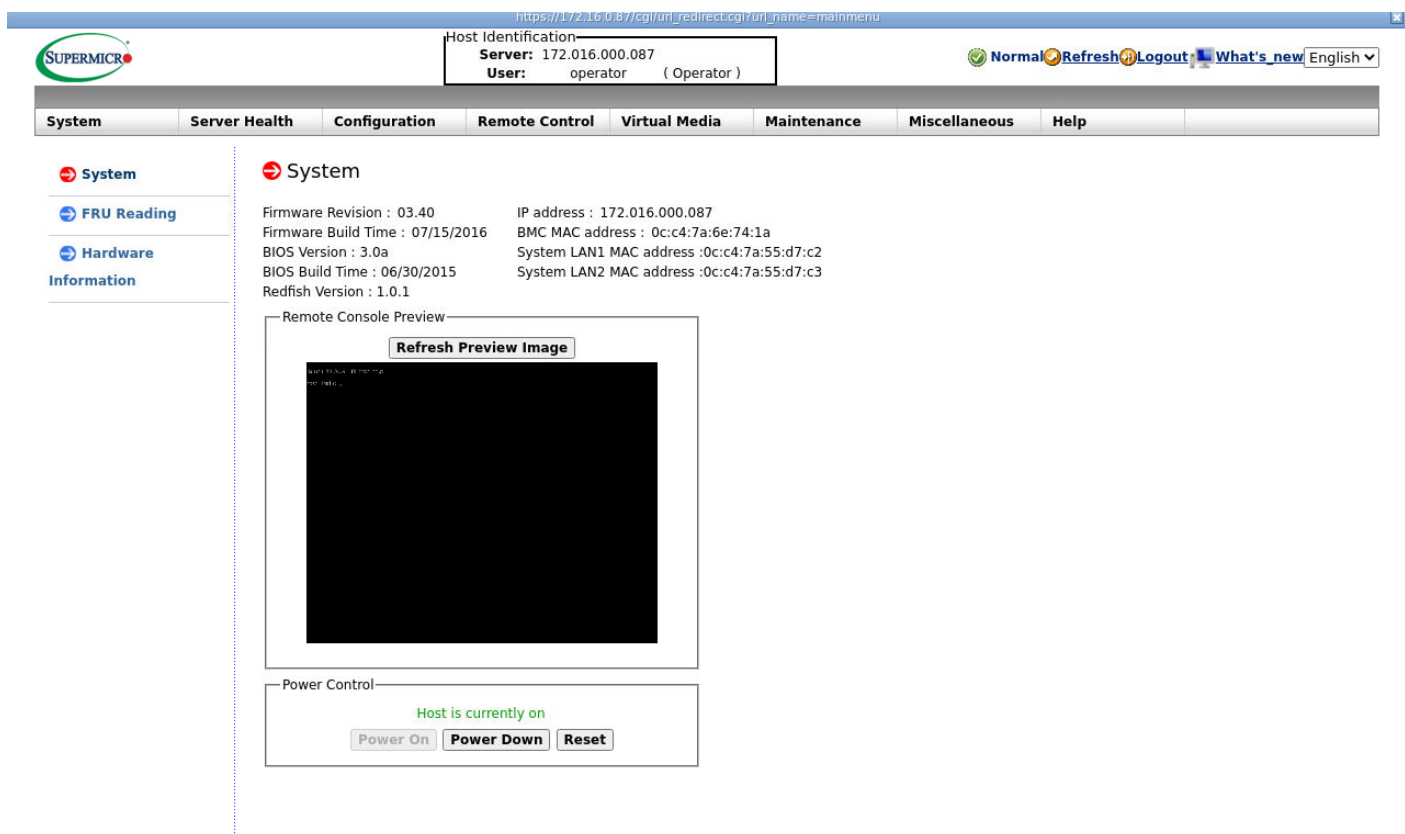 https://172.16.0.87/cgi/url_redirect.cgi?url_name=mainmenu
SUPERMICR
Host Identification
Server: 172.016.000.087
User: operator ( Operator )
Normal Refresh Logout What's_new English
System Server Health Configuration Remote Control Virtual Media Maintenance Miscellaneous Help
System
FRU Reading
Hardware
Information
System
Firmware Revision : 03.40
Firmware Build Time : 07/15/2016
BIOS Version : 3.0a
BIOS Build Time : 06/30/2015
Redfish Version : 1.0.1
IP address : 172.016.000.087
BMC MAC address : 0c:c4:7a:6e:74:1a
System LAN1 MAC address :0c:c4:7a:55:d7:c2
System LAN2 MAC address :0c:c4:7a:55:d7:c3
Remote Console Preview
Refresh Preview Image
Power Control
Host is currently on
Power On Power Down Reset